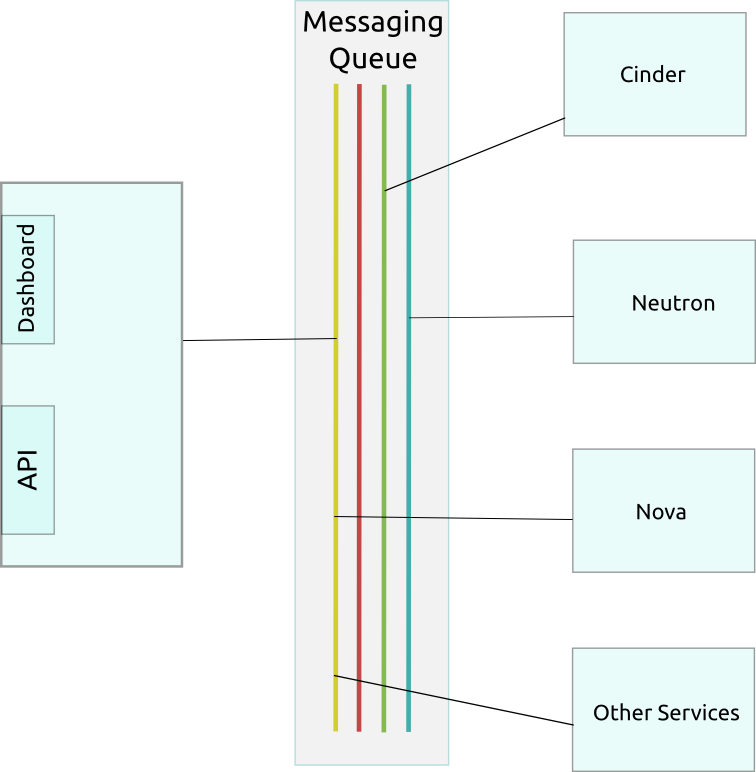 Messaging
Queue
Dashboard
API
Cinder
Neutron
Nova
Other Services